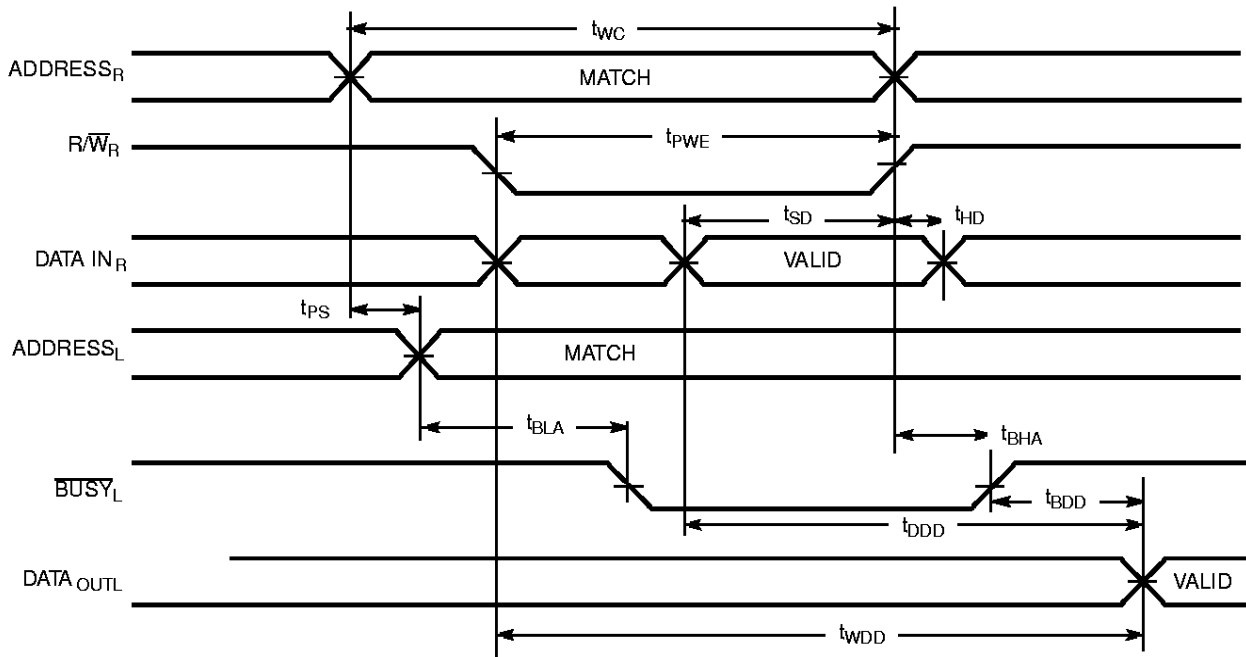 tWC
ADDRESSR
MATCH
R/W̅R
tPWE
tSD
tHD
DATA INR
VALID
tPS
ADDRESSL
MATCH
tBLA
tBHA
B̅U̅S̅Y̅L
tBDD
tDDD
DATA OUTL
VALID
tWDD